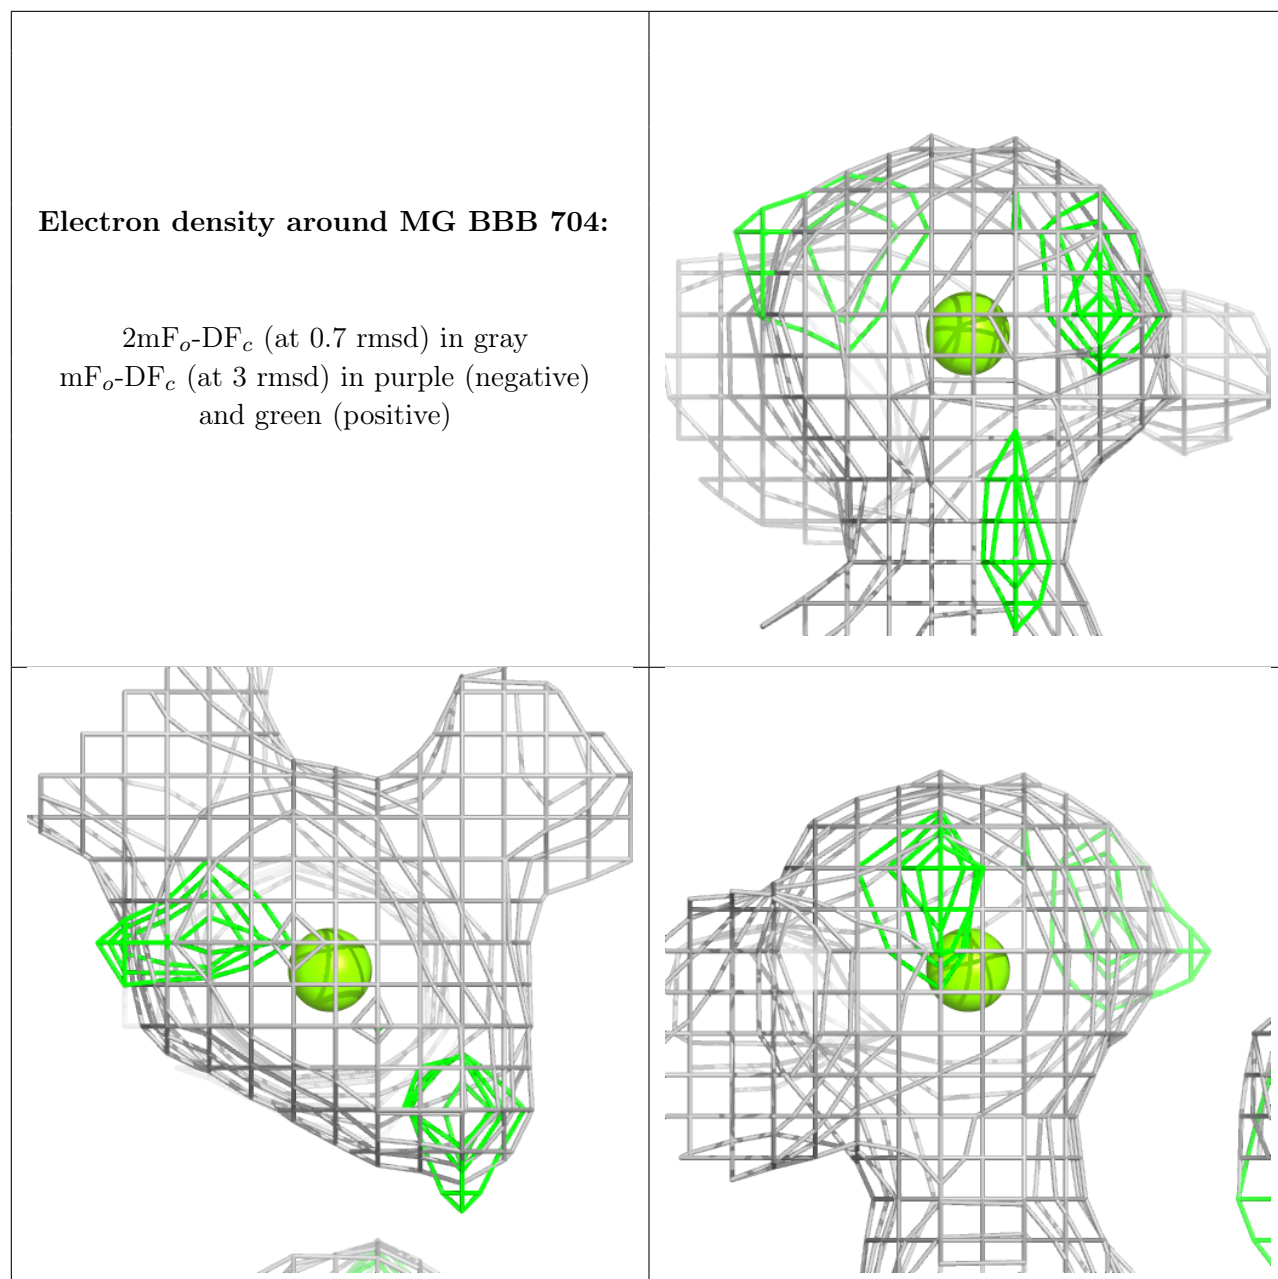 Electron density around MG BBB 704:
2mFo-DFc (at 0.7 rmsd) in gray
mFo-DFc (at 3 rmsd) in purple (negative)
and green (positive)